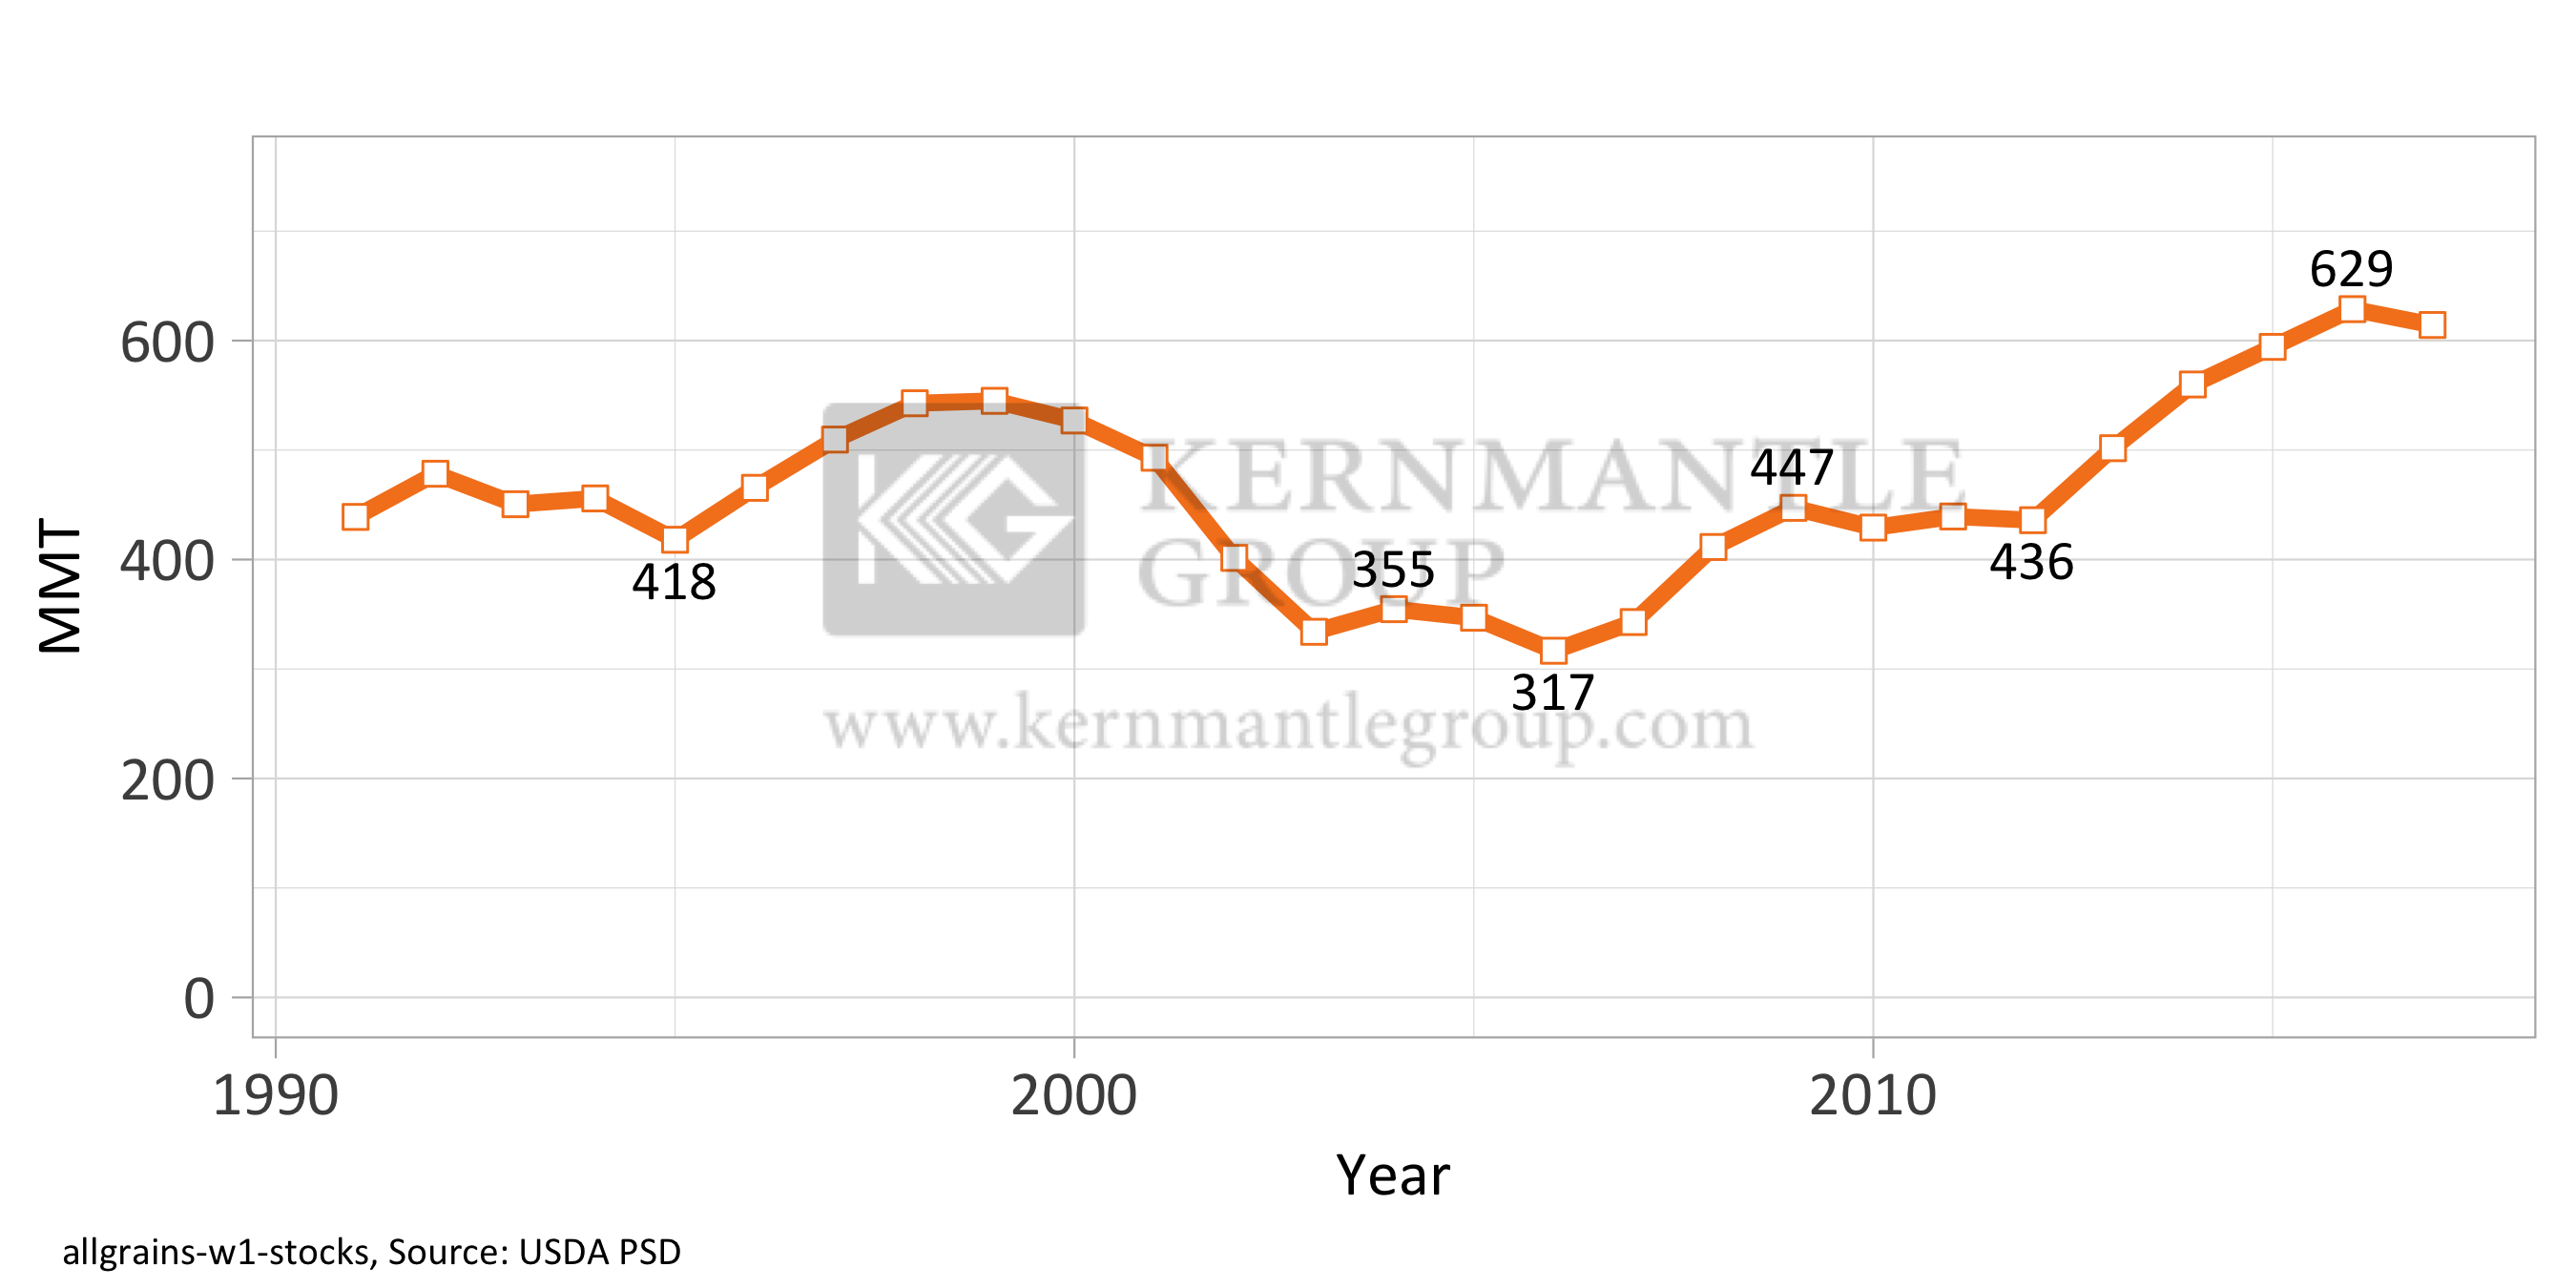 629
600
KERNMANTLE
447
GROUP
400
355
436
418
317
MMT
www.kernmantlegroup.com
200
0
1990
2000
2010
Year
allgrains-w1-stocks, Source: USDA PSD